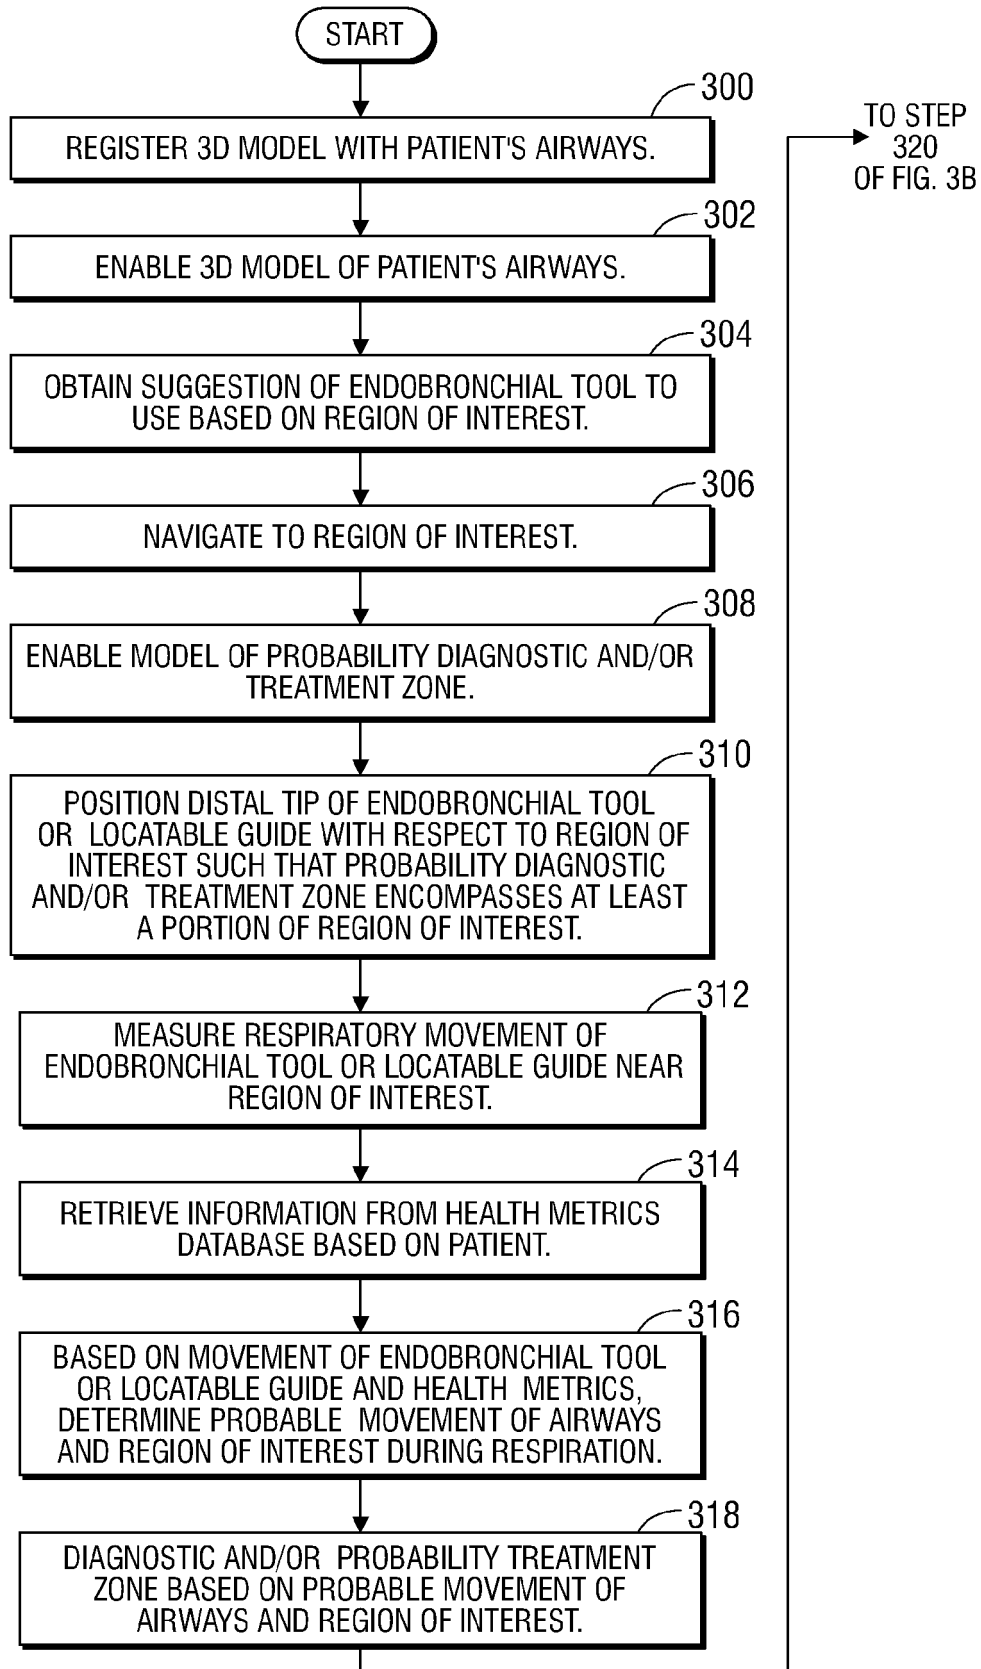 START
300
REGISTER 3D MODEL WITH PATIENT'S AIRWAYS.
TO STEP
320
OF FIG. 3B
302
ENABLE 3D MODEL OF PATIENT'S AIRWAYS.
304
OBTAIN SUGGESTION OF ENDOBRONCHIAL TOOL TO
USE BASED ON REGION OF INTEREST.
306
NAVIGATE TO REGION OF INTEREST.
308
ENABLE MODEL OF PROBABILITY DIAGNOSTIC AND/OR
TREATMENT ZONE.
310
POSITION DISTAL TIP OF ENDOBRONCHIAL TOOL
OR LOCATABLE GUIDE WITH RESPECT TO REGION OF
INTEREST SUCH THAT PROBABILITY DIAGNOSTIC
AND/OR TREATMENT ZONE ENCOMPASSES AT LEAST
A PORTION OF REGION OF INTEREST.
312
MEASURE RESPIRATORY MOVEMENT OF
ENDOBRONCHIAL TOOL OR LOCATABLE GUIDE NEAR
REGION OF INTEREST.
314
RETRIEVE INFORMATION FROM HEALTH METRICS
DATABASE BASED ON PATIENT.
316
BASED ON MOVEMENT OF ENDOBRONCHIAL TOOL
OR LOCATABLE GUIDE AND HEALTH METRICS,
DETERMINE PROBABLE MOVEMENT OF AIRWAYS
AND REGION OF INTEREST DURING RESPIRATION.
318
DIAGNOSTIC AND/OR PROBABILITY TREATMENT
ZONE BASED ON PROBABLE MOVEMENT OF
AIRWAYS AND REGION OF INTEREST.